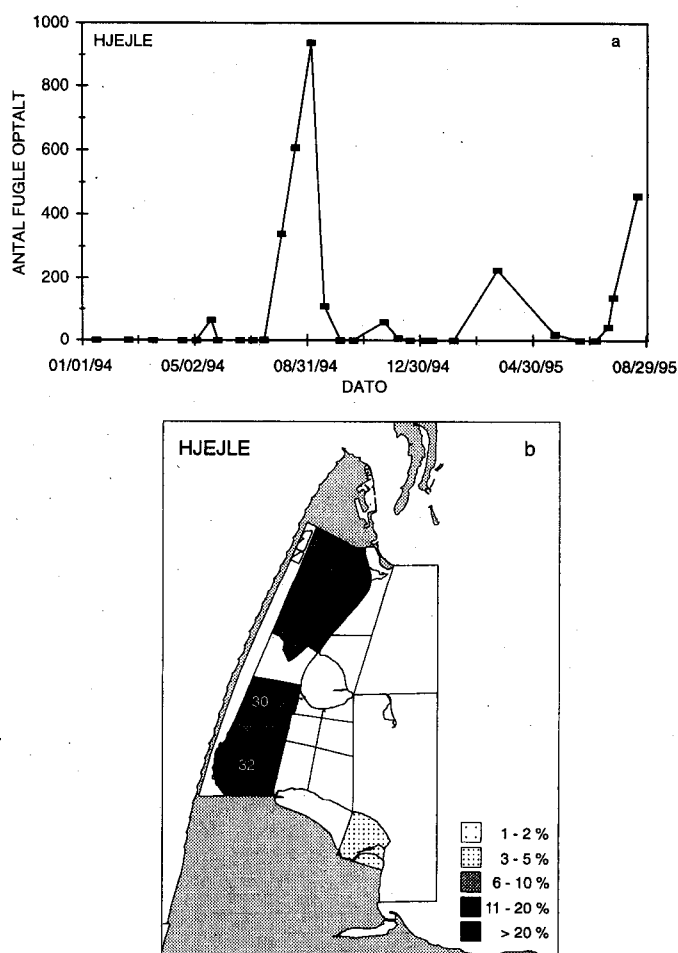 1000
HJEJLE
a
800
600
400
200
0
ANTAL FUGLE OPTALT
01/01/94
05/02/94
08/31/94
12/30/94
04/30/95
08/29/95
DATO
HJEJLE
b
30
32
1 - 2 %
3 - 5 %
6 - 10 %
11 - 20 %
> 20 %